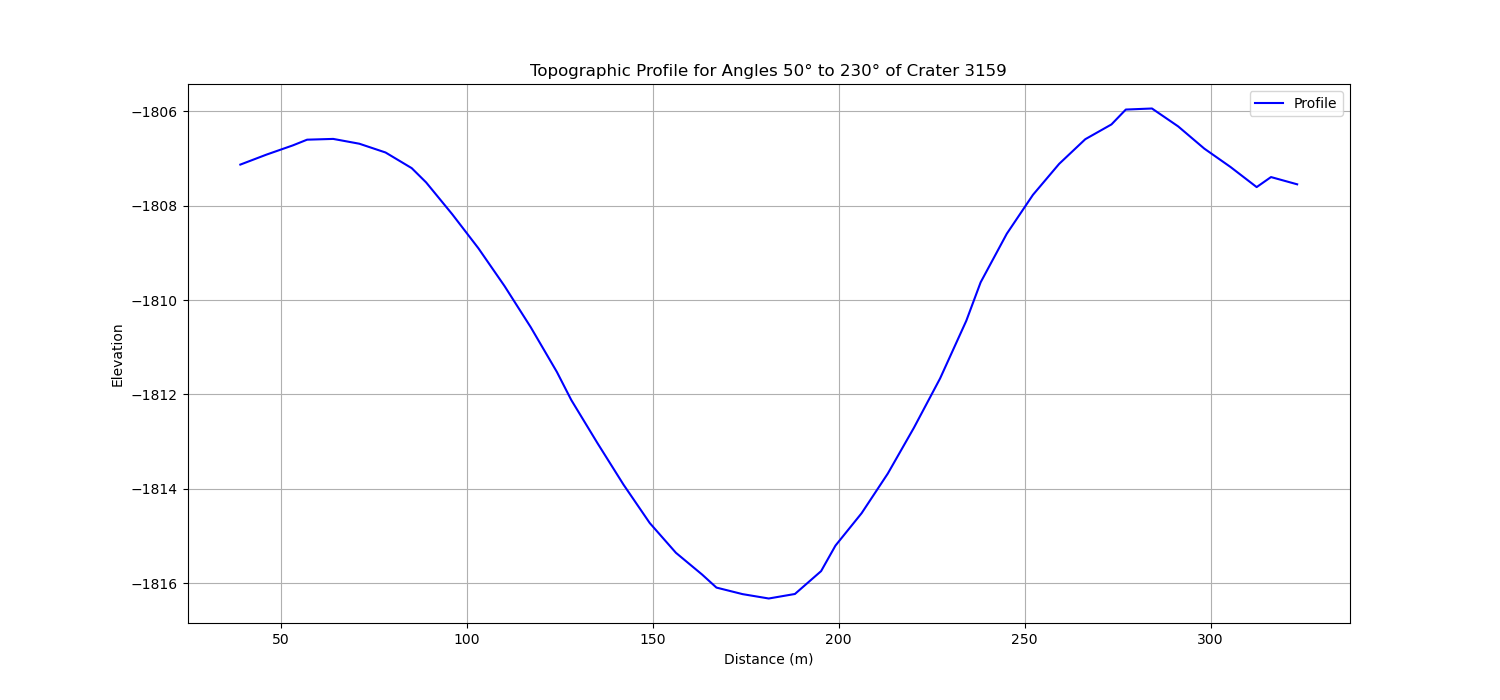 Topographic Profile for Angles 50° to 230° of Crater 3159
Profile
Elevation
−1806
−1808
−1810
−1812
−1814
−1816
50 100 150 200 250 300
Distance (m)